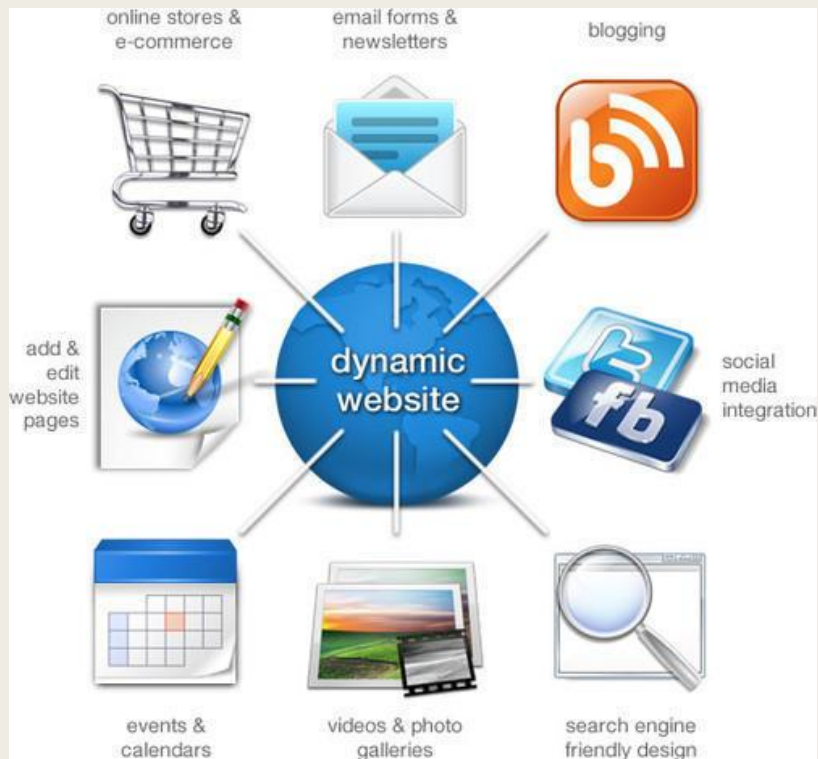 online stores &
e-commerce
email forms &
newsletters
blogging
add &
edit
website
pages
dynamic
website
t
fb
social
media
integration
events &
calendars
videos & photo
galleries
search engine
friendly design